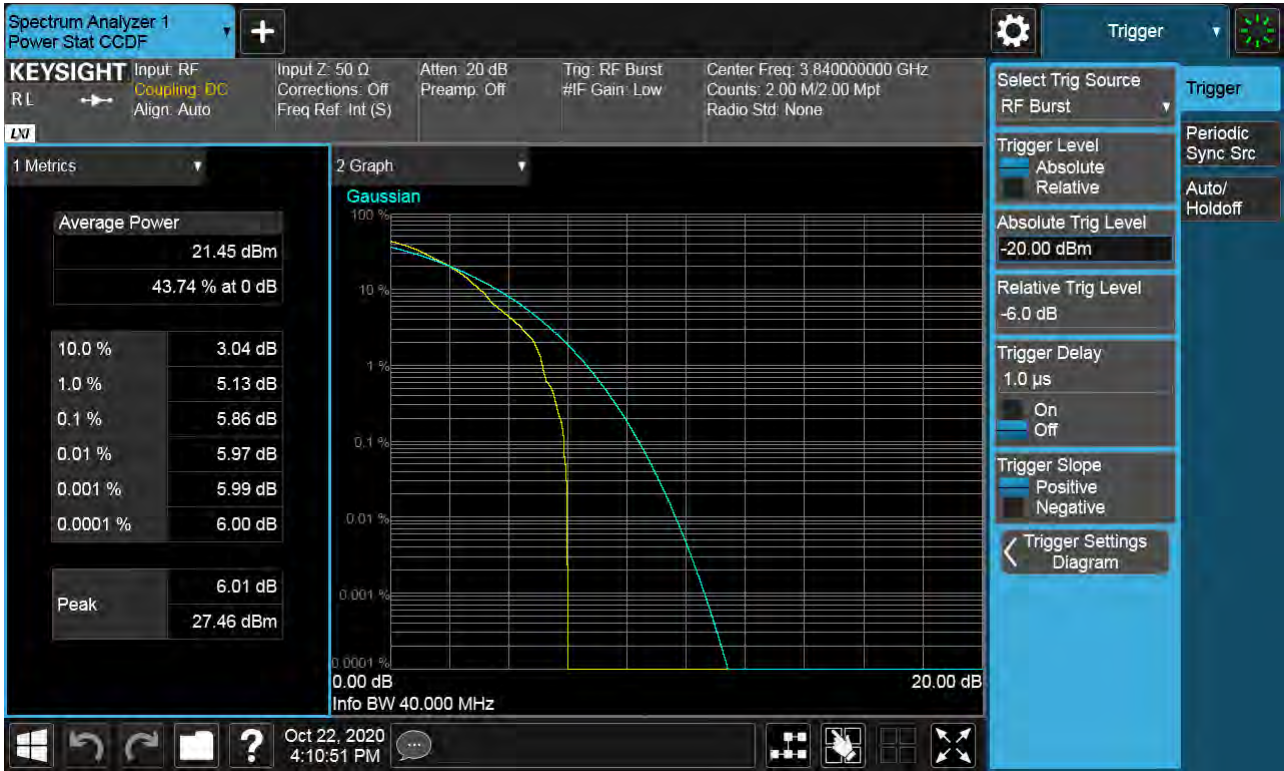 Spectrum Analyzer 1
Power Stat CCDF
+
Trigger
KEYSIGHT
RL
LXI
Input: RF
Coupling: DC
Align: Auto
Input Z: 50 Ω
Corrections: Off
Freq Ref: Int (S)
Atten: 20 dB
Preamp: Off
Trig: RF Burst
#IF Gain: Low
Center Freq: 3.840000000 GHz
Counts: 2.00 M/2.00 Mpt
Radio Std: None
1 Metrics
Average Power
21.45 dBm
43.74 % at 0 dB
10.0 % 3.04 dB
1.0 % 5.13 dB
0.1 % 5.86 dB
0.01 % 5.97 dB
0.001 % 5.99 dB
0.0001 % 6.00 dB
Peak
6.01 dB
27.46 dBm
2 Graph
Gaussian
100 %
10 %
1 %
0.1 %
0.01 %
0.001 %
0.0001 %
0.00 dB 20.00 dB
Info BW 40.000 MHz
Select Trig Source
RF Burst
Trigger Level
Absolute
Relative
Absolute Trig Level
-20.00 dBm
Relative Trig Level
-6.0 dB
Trigger Delay
1.0 µs
On
Off
Trigger Slope
Positive
Negative
Trigger Settings
Diagram
Trigger
Periodic
Sync Src
Auto/
Holdoff
?
Oct 22, 2020
4:10:51 PM